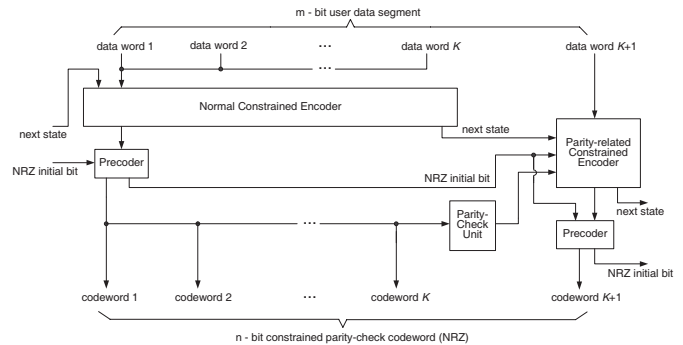 m - bit user data segment
data word 1
data word 2
...
data word K
data word K+1
...
Normal Constrained Encoder
next state
next state
Parity-related
Constrained
Encoder
NRZ initial bit
Precoder
NRZ initial bit
next state
...
Parity-
Check
Unit
Precoder
NRZ initial bit
codeword 1
codeword 2
...
codeword K
codeword K+1
n - bit constrained parity-check codeword (NRZ)